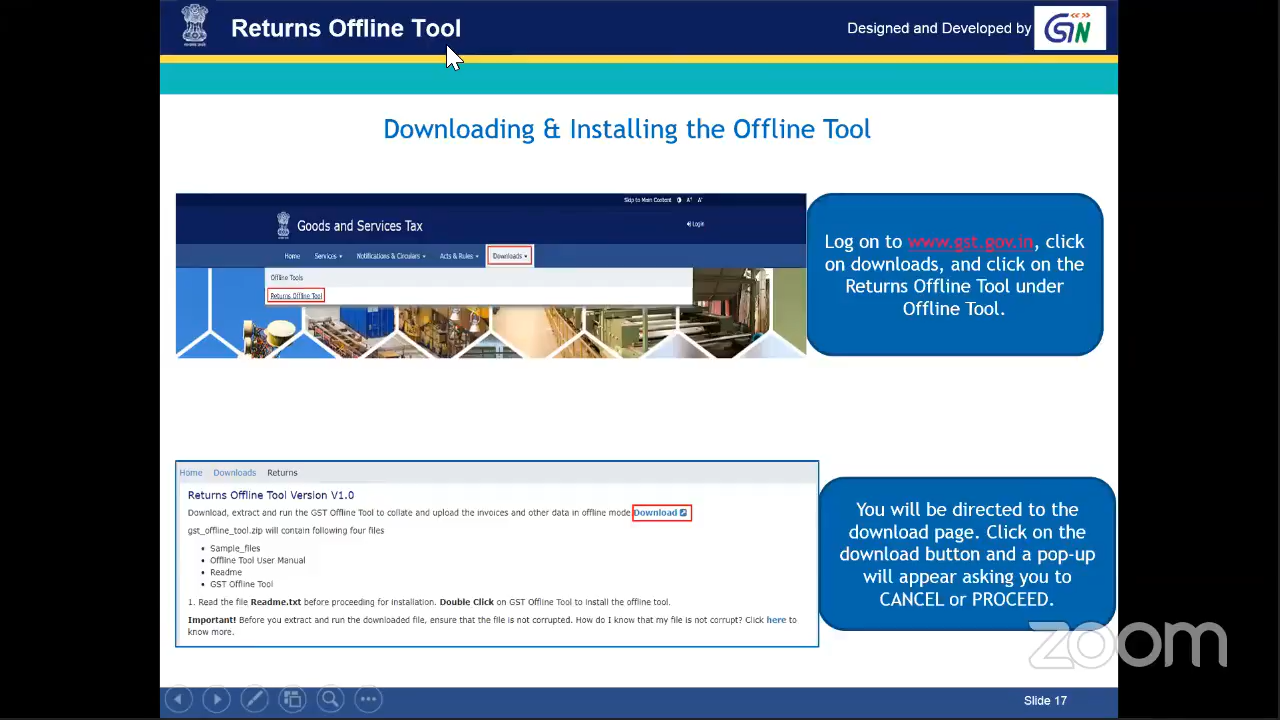 Returns Offline Tool
Designed and Developed by
GSTN
Downloading & Installing the Offline Tool
Skip to Main Content A+ A-
Goods and Services Tax
Login
Home Services Notifications & Circulars Acts & Rules Downloads
Offline Tools
Returns Offline Tool
Log on to www.gst.gov.in, click
on downloads, and click on the
Returns Offline Tool under
Offline Tool.
Home Downloads Returns
Returns Offline Tool Version V1.0
Download, extract and run the GST Offline Tool to collate and upload the invoices and other data in offline mode Download
gst_offline_tool.zip will contain following four files
• Sample_files
• Offline Tool User Manual
• Readme
• GST Offline Tool
1. Read the file Readme.txt before proceeding for installation. Double Click on GST Offline Tool to install the offline tool.
Important! Before you extract and run the downloaded file, ensure that the file is not corrupted. How do I know that my file is not corrupt? Click here to
know more.
You will be directed to the
download page. Click on the
download button and a pop-up
will appear asking you to
CANCEL or PROCEED.
zoom
Slide 17